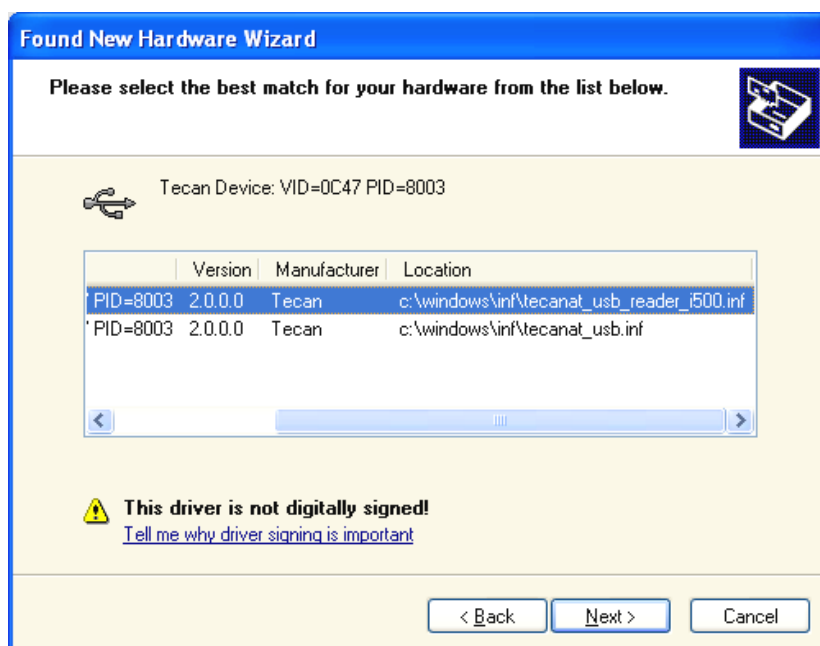 Found New Hardware Wizard
Please select the best match for your hardware from the list below.
Tecan Device: VID=0C47 PID=8003
Version Manufacturer Location
' PID=8003 2.0.0.0 Tecan c:\windows\inf\tecanat_usb_reader_i500.inf
' PID=8003 2.0.0.0 Tecan c:\windows\inf\tecanat_usb.inf
This driver is not digitally signed!
Tell me why driver signing is important
< Back Next > Cancel